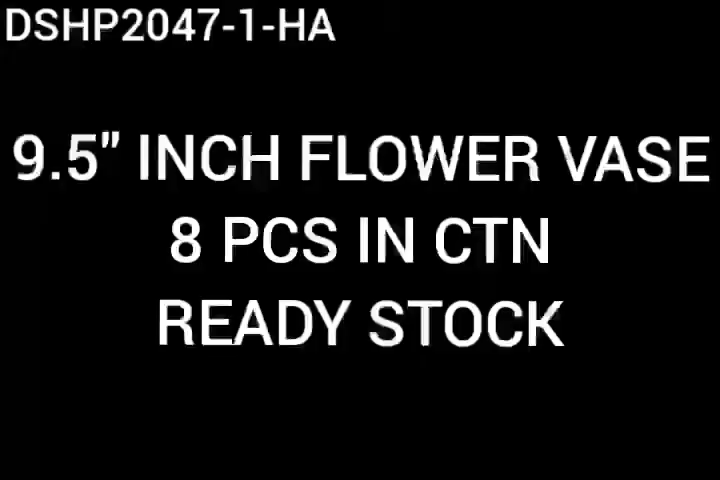 DSHP2047-1-HA
9.5" INCH FLOWER VASE
8 PCS IN CTN
READY STOCK